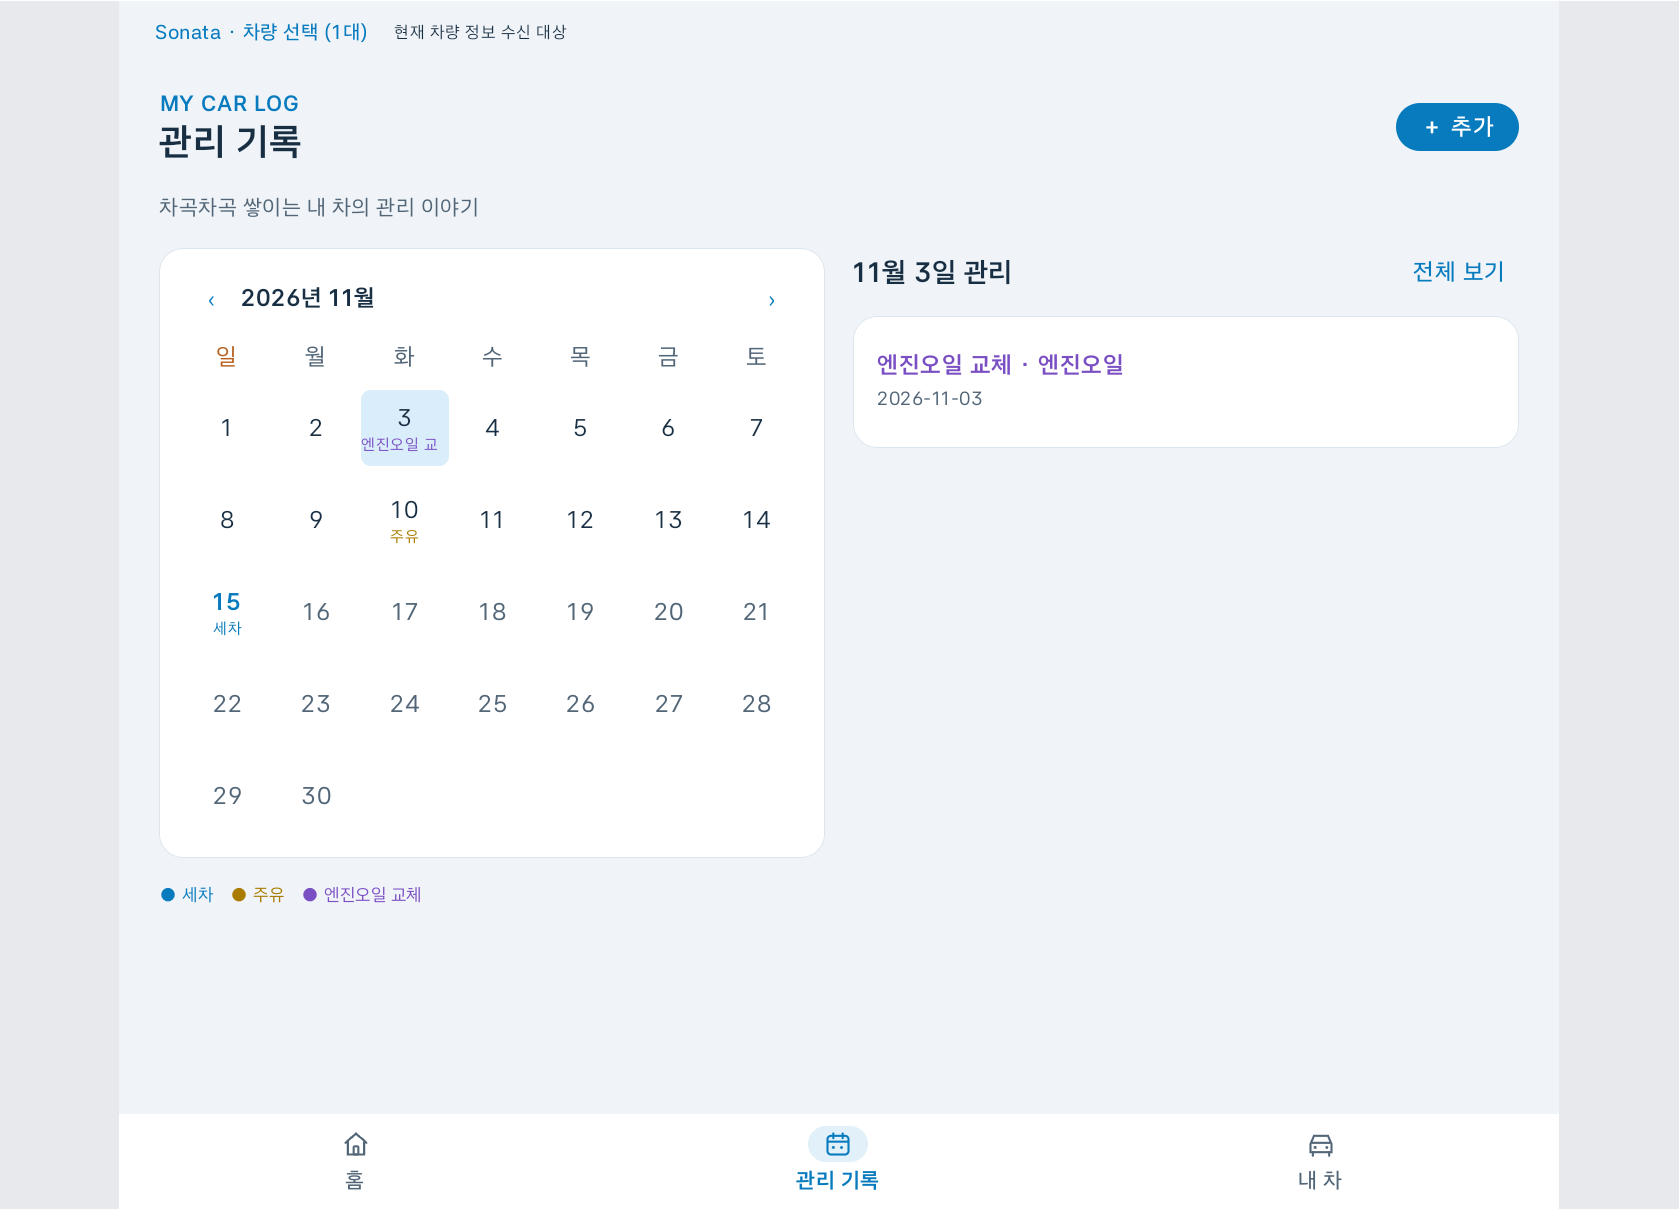 Sonata · 차량 선택 (1대) 현재 차량 정보 수신 대상
MY CAR LOG
관리 기록
+ 추가
차곡차곡 쌓이는 내 차의 관리 이야기
‹ 2026년 11월 ›
일 월 화 수 목 금 토
1 2 3 4 5 6 7
엔진오일 교
8 9 10 11 12 13 14
주유
15 16 17 18 19 20 21
세차
22 23 24 25 26 27 28
29 30
세차 주유 엔진오일 교체
11월 3일 관리 전체 보기
엔진오일 교체 · 엔진오일
2026-11-03
홈 관리 기록 내 차